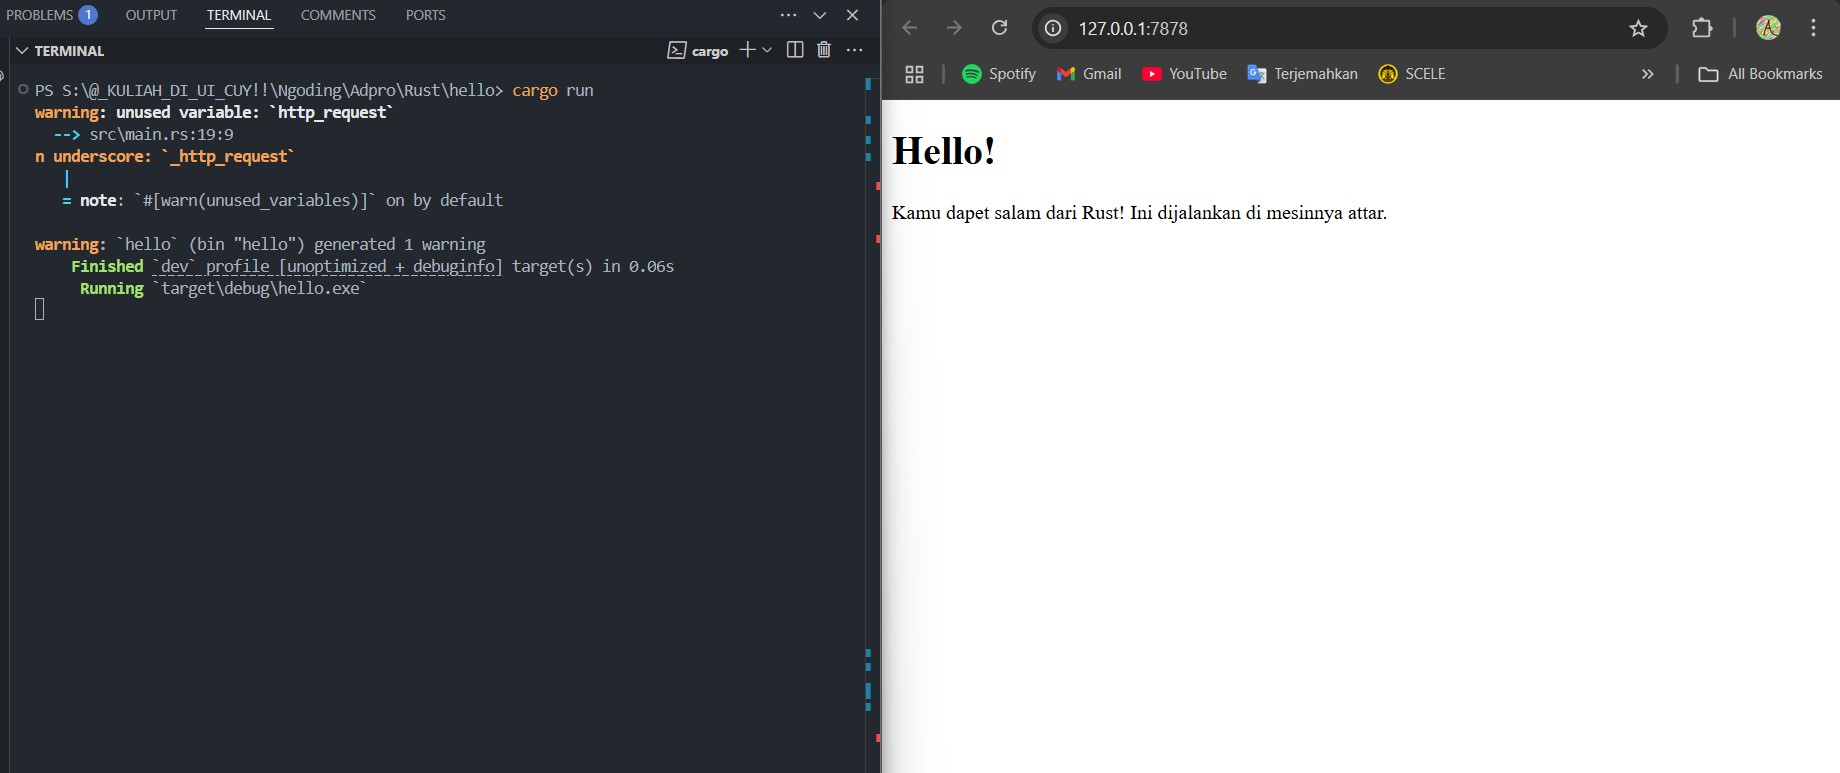 PROBLEMS 1 OUTPUT TERMINAL COMMENTS PORTS
TERMINAL
cargo
PS S:\@_KULIAH_DI_UI_CUY!!\Ngoding\Adpro\Rust\hello> cargo run
warning: unused variable: `http_request`
--> src\main.rs:19:9
n underscore: `_http_request`
|
= note: `#[warn(unused_variables)]` on by default
warning: `hello` (bin "hello") generated 1 warning
Finished `dev` profile [unoptimized + debuginfo] target(s) in 0.06s
Running `target\debug\hello.exe`
127.0.0.1:7878
Spotify Gmail YouTube Terjemahkan SCELE » All Bookmarks
Hello!
Kamu dapet salam dari Rust! Ini dijalankan di mesinnya attar.